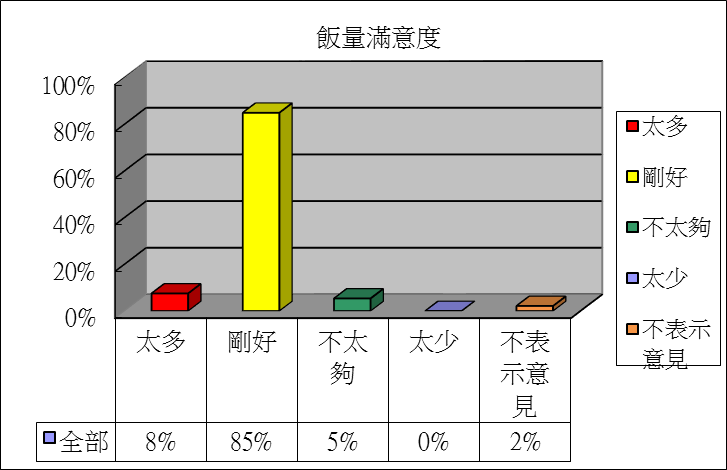 飯量滿意度
100%
80%
60%
40%
20%
0%
太多
剛好
不太夠
太少
不表示
意見
太多 剛好 不太 太少 不表
夠 示意
見
全部 8% 85% 5% 0% 2%